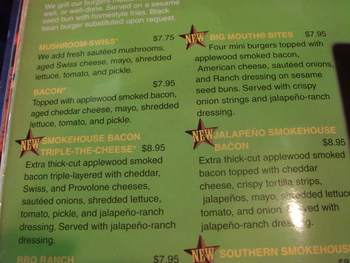 We grill our burgers
well, or well-done. Served on a sesame
seed bun with homestyle fries. Black
bean burger substituted upon request.
MUSHROOM-SWISS* $7.75
We add fresh sautéed mushrooms,
aged Swiss cheese, mayo, shredded
lettuce, tomato, and pickle.
BACON* $7.95
Topped with applewood smoked bacon,
aged cheddar cheese, mayo, shredded
lettuce, tomato, and pickle.
NEW SMOKEHOUSE BACON
TRIPLE-THE-CHEESE* $8.95
Extra thick-cut applewood smoked
bacon triple-layered with cheddar,
Swiss, and Provolone cheeses,
sautéed onions, shredded lettuce,
tomato, pickle, and jalapeño-ranch
dressing. Served with jalapeño-ranch
dressing.
BBQ RANCH $7.95
NEW BIG MOUTH® BITES $7.95
Four mini burgers topped with
applewood smoked bacon,
American cheese, sautéed onions,
and Ranch dressing on sesame
seed buns. Served with crispy
onion strings and jalapeño-ranch
dressing.
NEW JALAPEÑO SMOKEHOUSE
BACON $8.95
Extra thick-cut applewood smoked
bacon topped with cheddar
cheese, crispy tortilla strips,
jalapeños, mayo, shredded lettuce,
tomato, and onion. Served with
jalapeño-ranch dressing.
NEW SOUTHERN SMOKEHOUSE